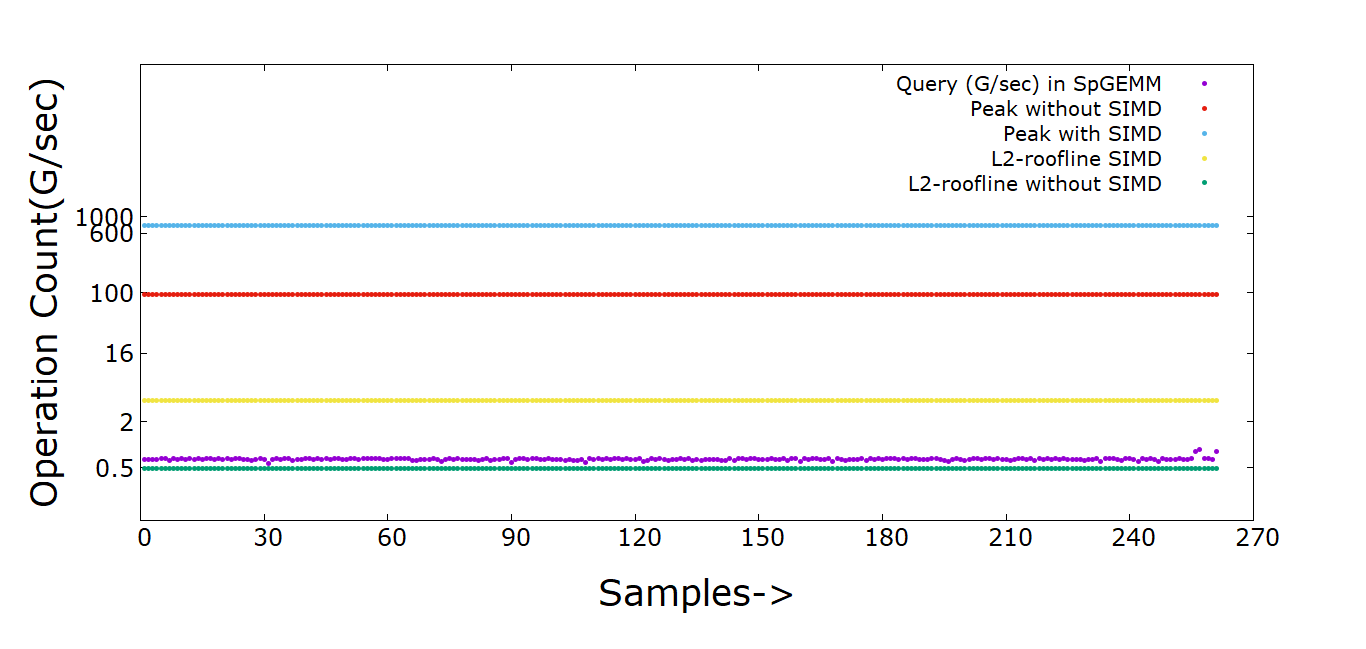 Operation Count(G/sec)
Query (G/sec) in SpGEMM
Peak without SIMD
Peak with SIMD
L2-roofline SIMD
L2-roofline without SIMD
1000
600
100
16
2
0.5
0 30 60 90 120 150 180 210 240 270
Samples->